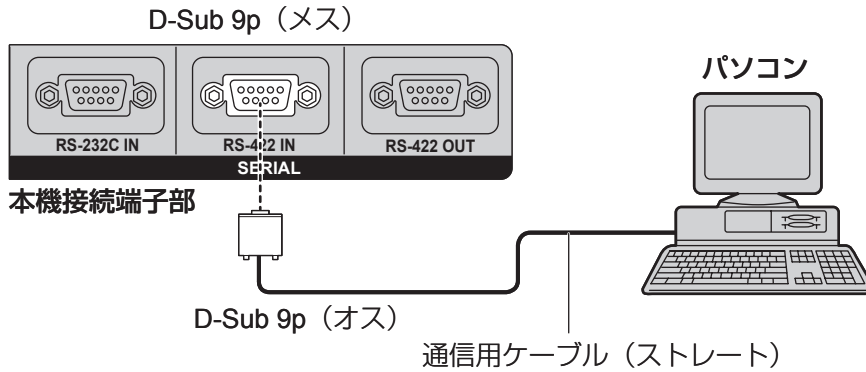 D-Sub 9p（メス）
パソコン
RS-232C IN
RS-422 IN
RS-422 OUT
SERIAL
本機接続端子部
D-Sub 9p（オス）
通信用ケーブル（ストレート）